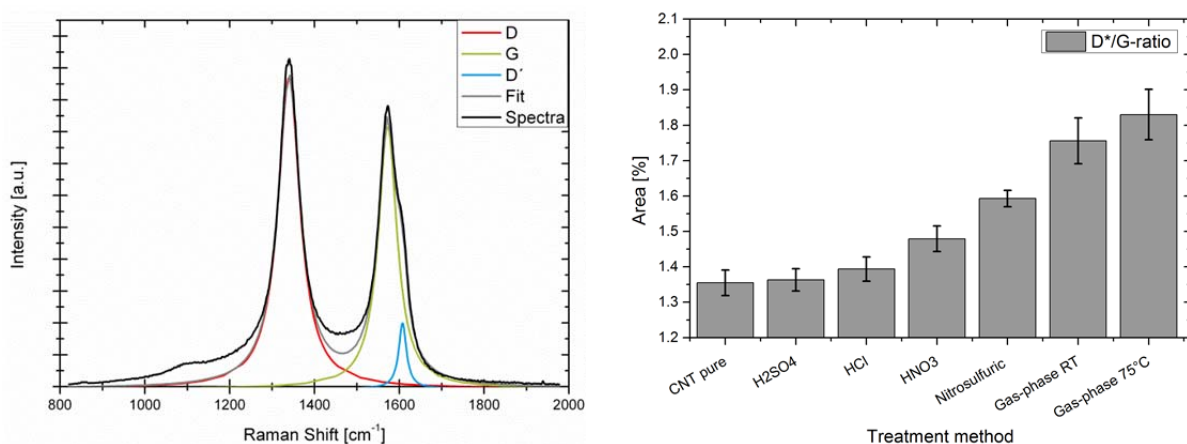 D
G
D´
Fit
Spectra
Intensity [a.u.]
800 1000 1200 1400 1600 1800 2000
Raman Shift [cm⁻¹]
D*/G-ratio
2.1
2.0
1.9
1.8
1.7
1.6
1.5
1.4
1.3
1.2
Area [%]
CNT pure
H2SO4
HCl
HNO3
Nitrosulfuric
Gas-phase RT
Gas-phase 75°C
Treatment method